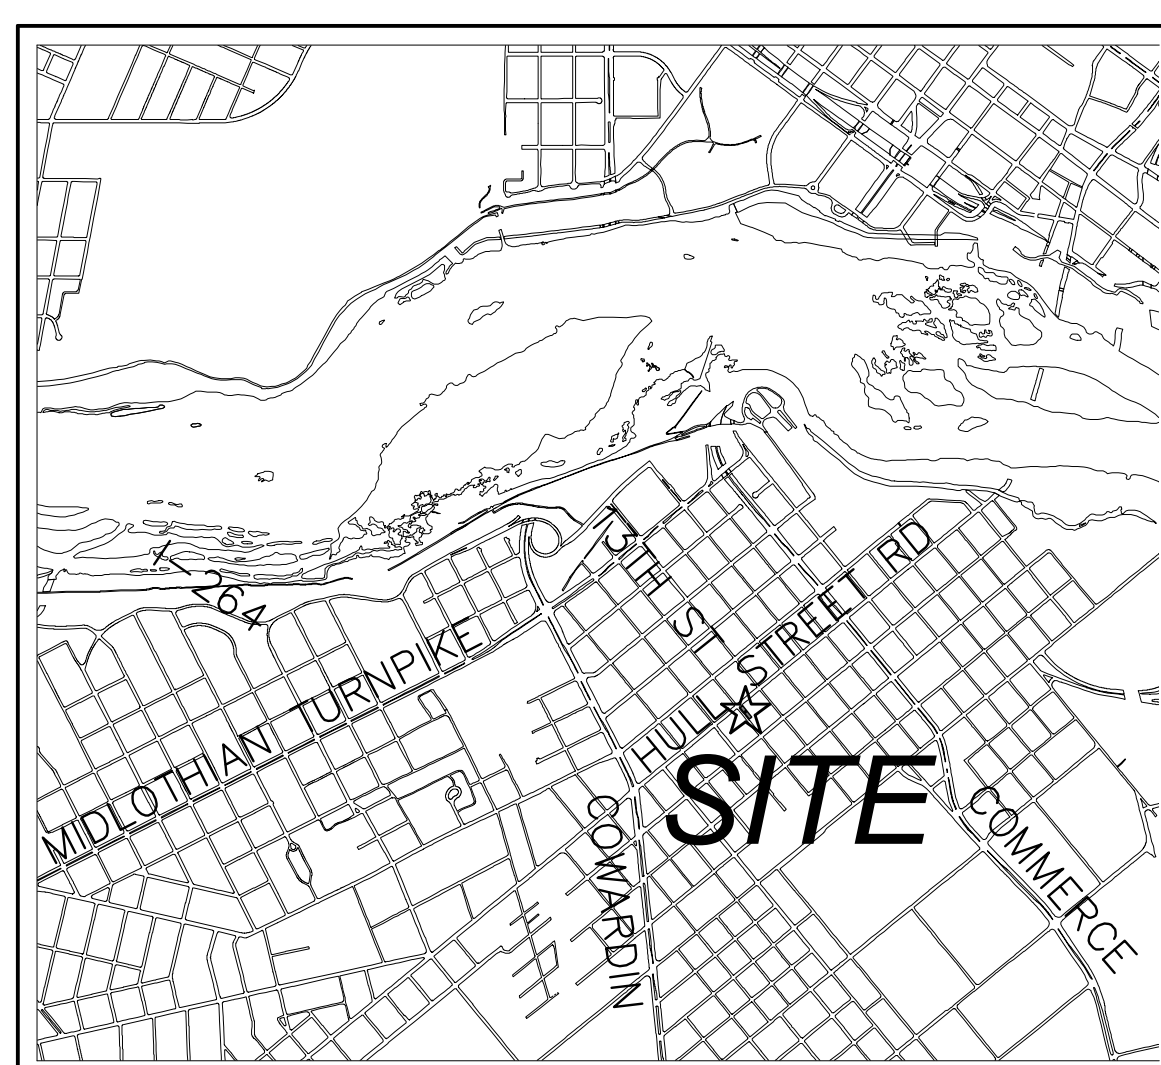 13TH ST
I- 264
HULL STREET RD
MIDLOTHIAN TURNPIKE
SITE
COWARDIN
COMMERCE